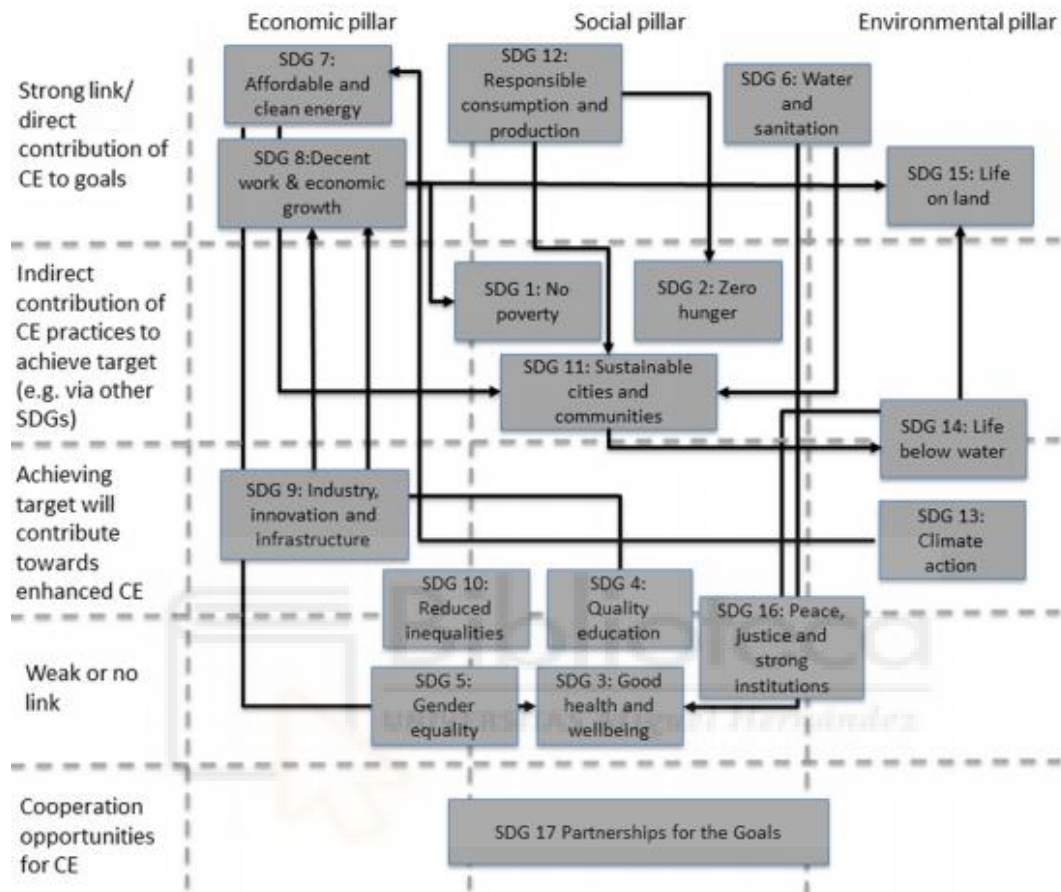 Economic pillar
Social pillar
Environmental pillar
Strong link/
direct
contribution of
CE to goals
SDG 7:
Affordable and
clean energy
SDG 12:
Responsible
consumption and
production
SDG 6: Water
and
sanitation
SDG 8:Decent
work & economic
growth
SDG 15: Life
on land
Indirect
contribution of
CE practices to
achieve target
(e.g. via other
SDGs)
SDG 1: No
poverty
SDG 2: Zero
hunger
SDG 11: Sustainable
cities and
communities
SDG 14: Life
below water
Achieving
target will
contribute
towards
enhanced CE
SDG 9: Industry,
innovation and
infrastructure
SDG 13:
Climate
action
SDG 10:
Reduced
inequalities
SDG 4:
Quality
education
SDG 16: Peace,
justice and
strong
institutions
Weak or no
link
SDG 5:
Gender
equality
SDG 3: Good
health and
wellbeing
Biblioteca
UNIVERSITAS Miguel Hernández
Cooperation
opportunities
for CE
SDG 17 Partnerships for the Goals